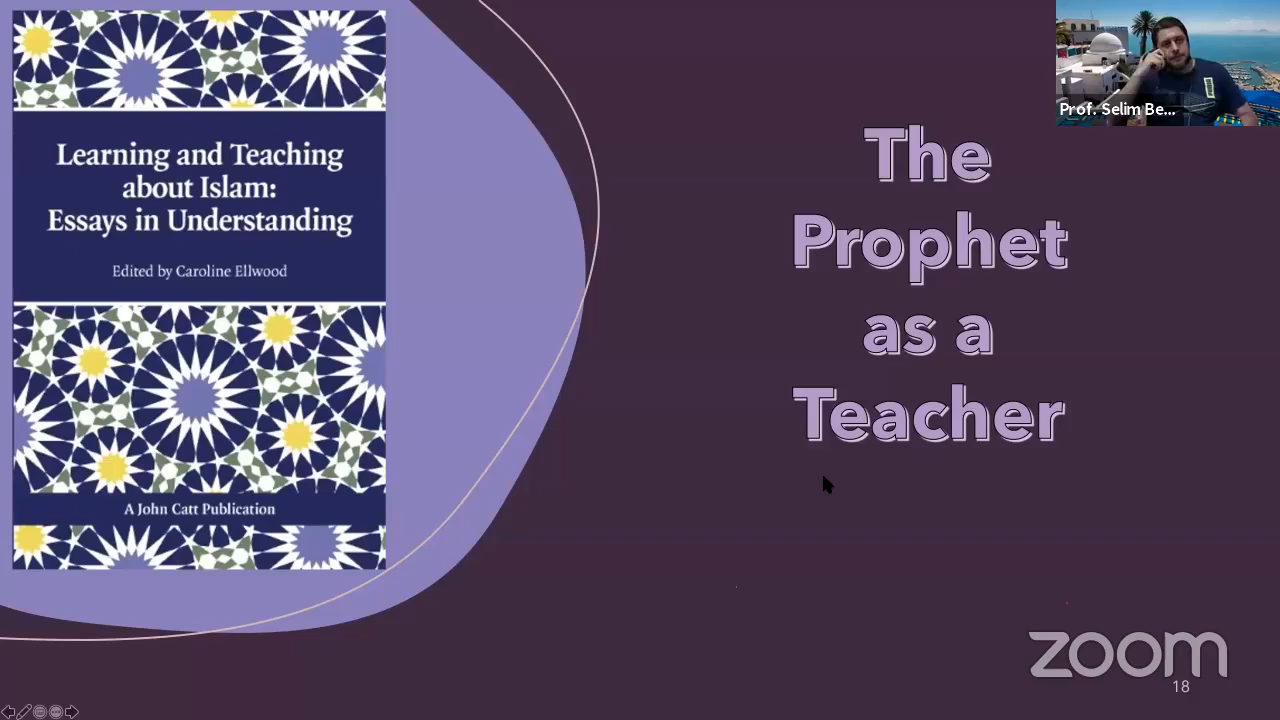 Learning and Teaching
about Islam:
Essays in Understanding
Edited by Caroline Ellwood
A John Catt Publication
The
Prophet
as a
Teacher
Prof. Selim Be...
zoom
18